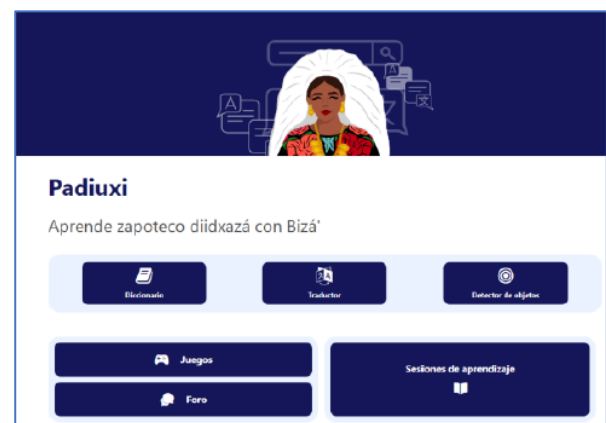 Padiuxi
Aprende zapoteco diidxazá con Bizá'
Diccionario
Traductor
Detector de objetos
Juegos
Foro
Sesiones de aprendizaje